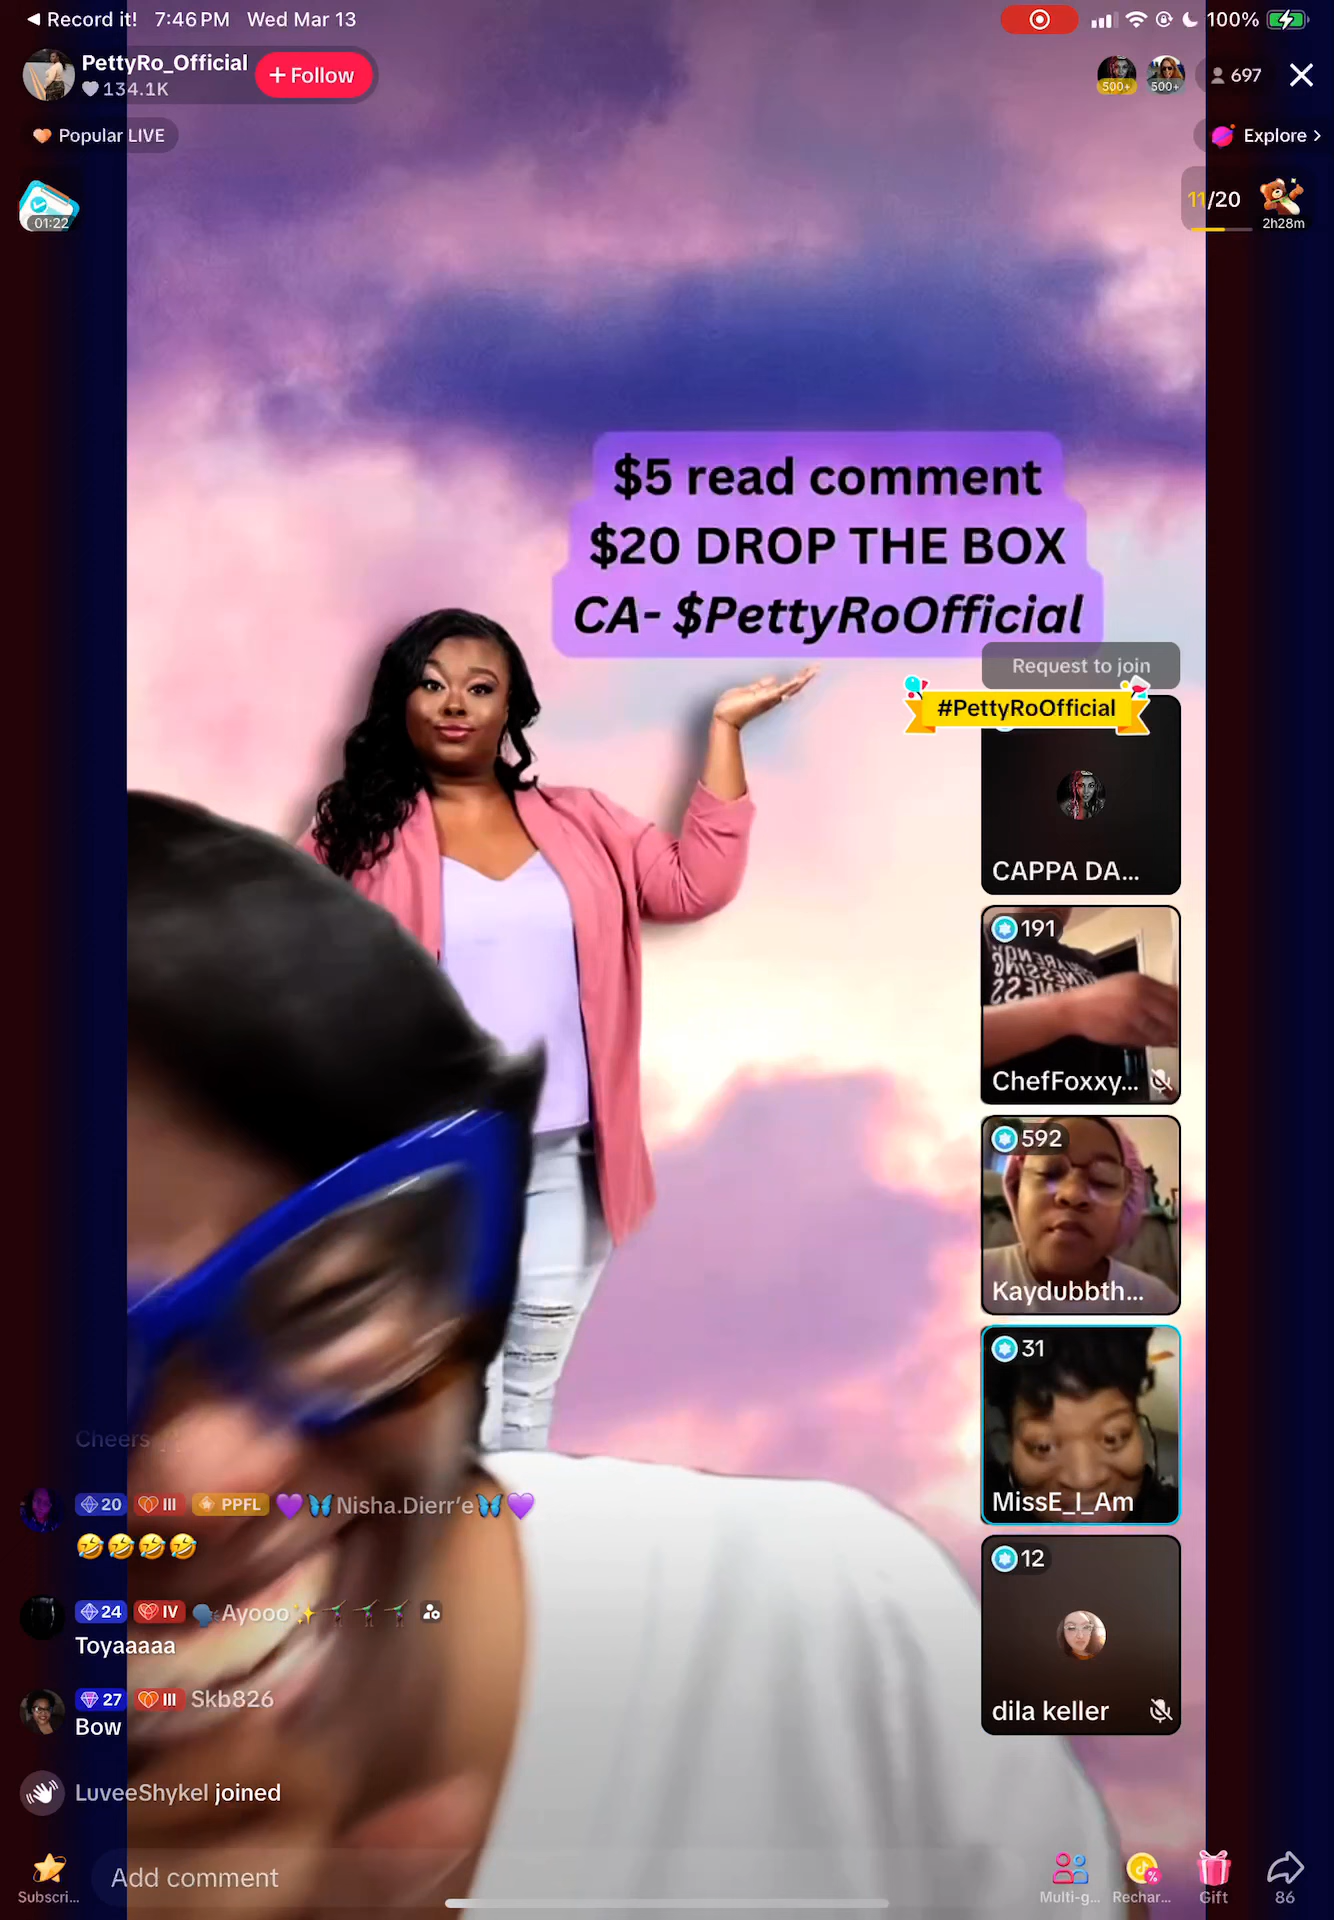 Record it! 7:46 PM Wed Mar 13 100%
PettyRo_Official
134.1K
+ Follow
500+ 500+ 697
Popular LIVE
Explore >
01:22
11/20
2h28m
$5 read comment
$20 DROP THE BOX
CA- $PettyRoOfficial
Request to join
#PettyRoOfficial
CAPPA DA...
191
ChefFoxxy...
592
Kaydubbth...
31
MissE_I_Am
12
dila keller
Cheers
20 III PPFL Nisha.Dierr'e
24 IV Ayooo
Toyaaaaa
27 III Skb826
Bow
LuveeShykel joined
Add comment
Subscri... Multi-g... Rechar... Gift 86